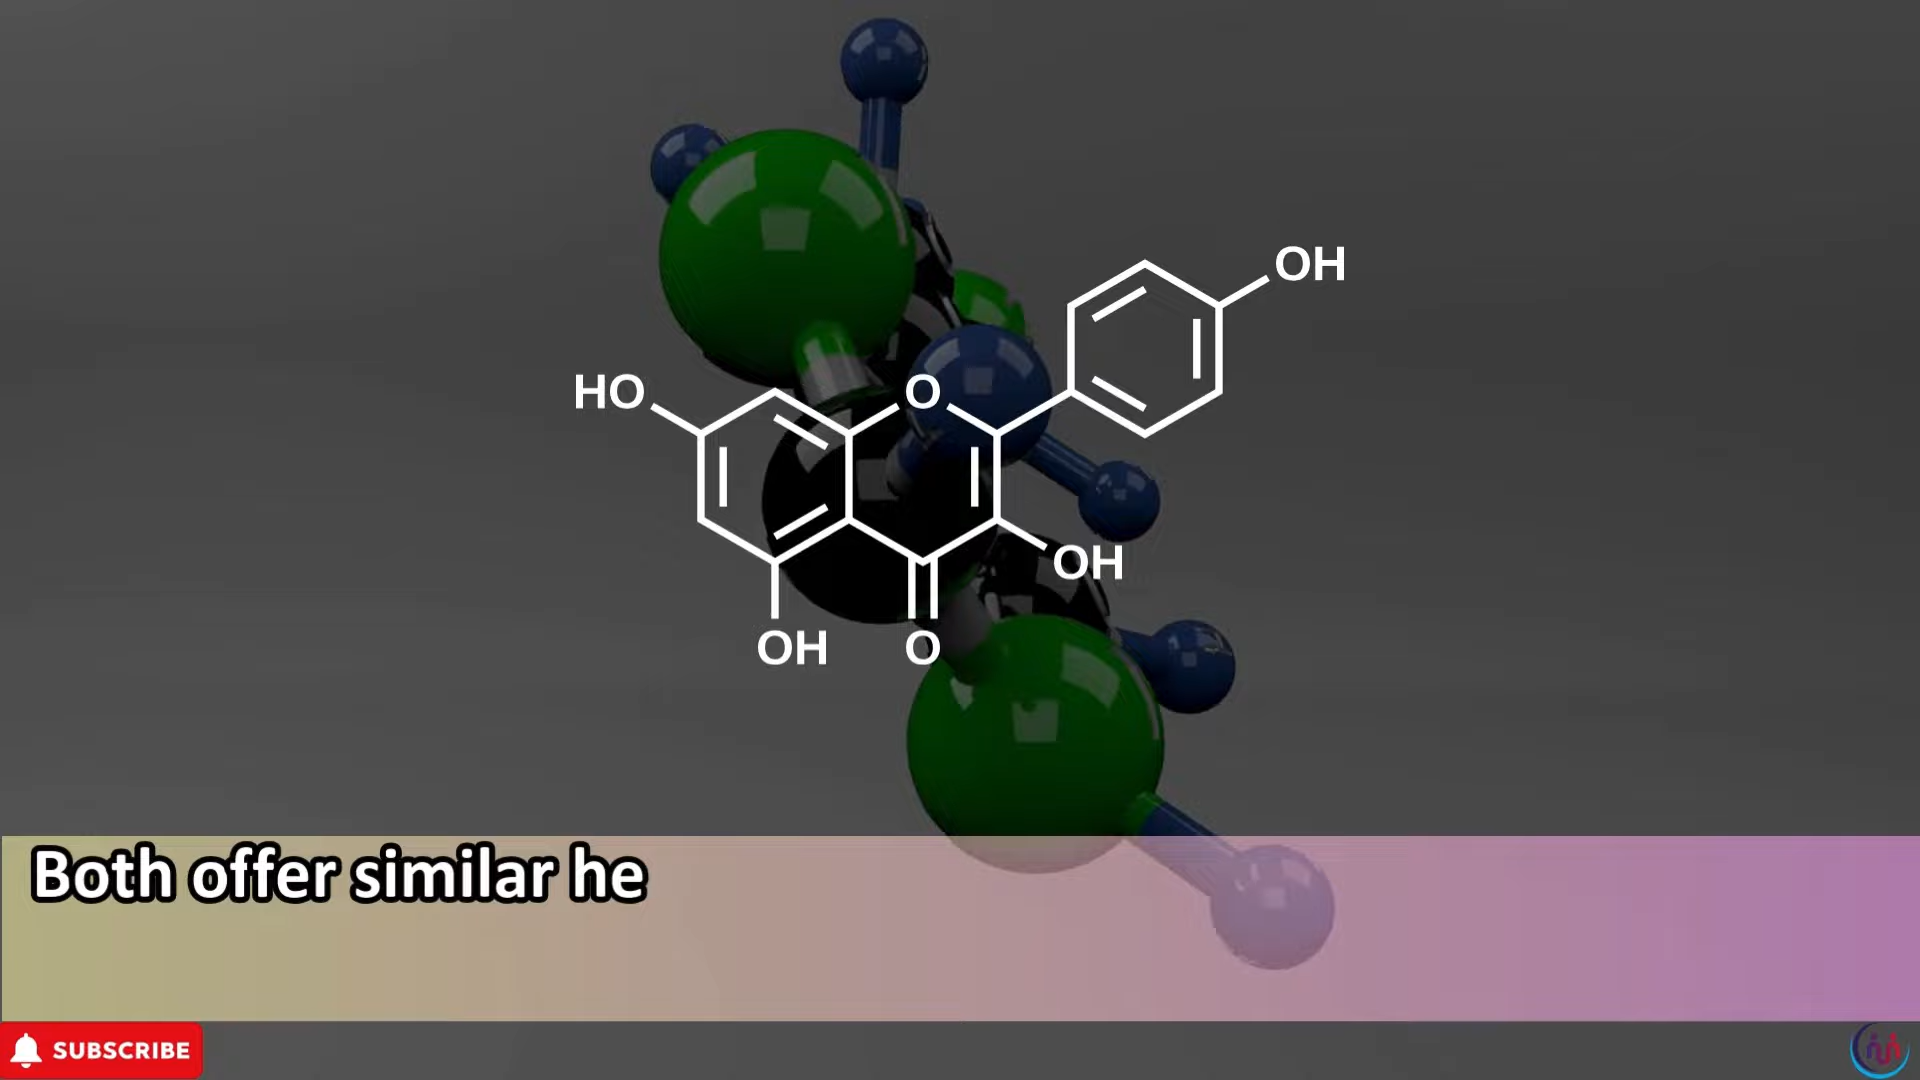 OH
HO
O
OH
OH
O
Both offer similar he
SUBSCRIBE